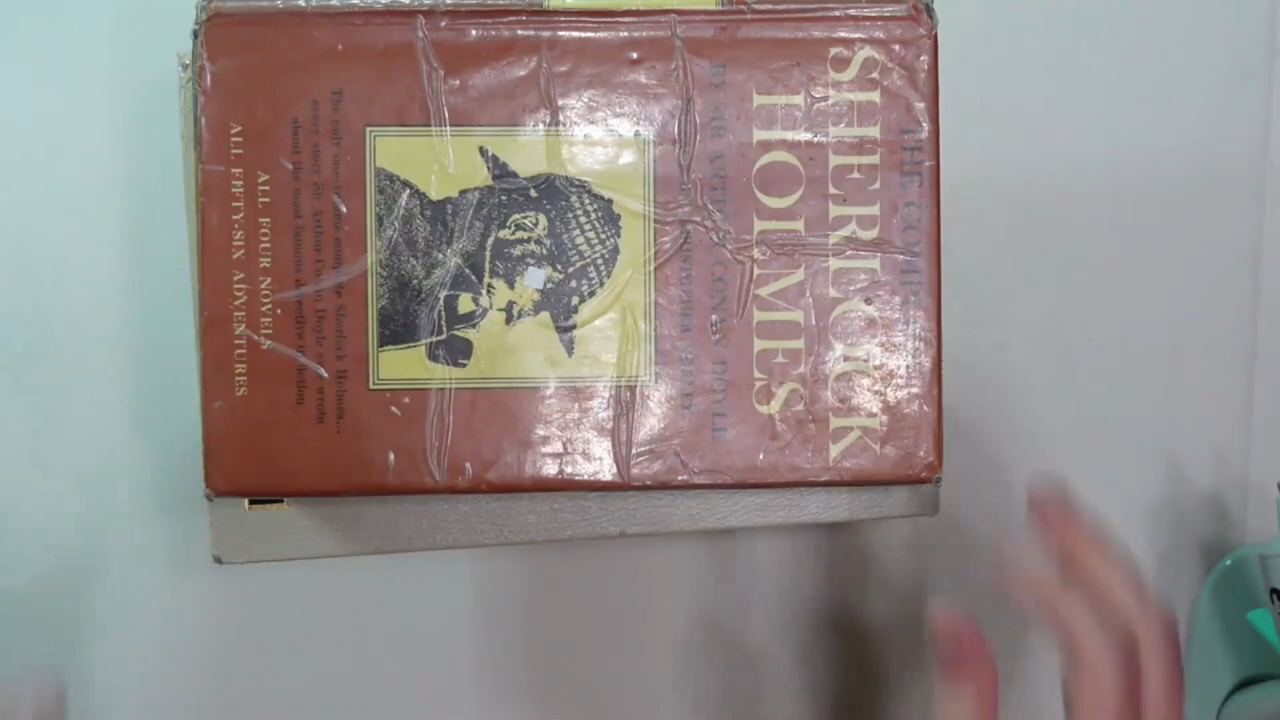 THE COMPLETE
SHERLOCK
HOLMES
BY SIR ARTHUR CONAN DOYLE
The only one-volume complete Sherlock Holmes...
every story Sir Arthur Conan Doyle ever wrote
about the most famous detective in fiction
ALL FOUR NOVELS
ALL FIFTY-SIX ADVENTURES